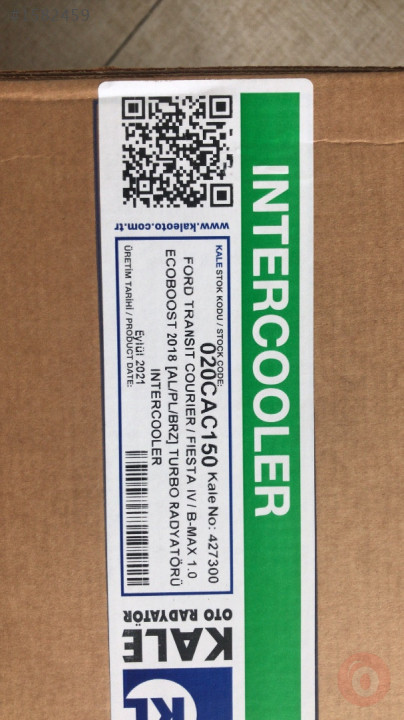 INTERCOOLER
KALE STOK KODU / STOCK CODE:
020CAC150 Kale No: 427300
FORD TRANSIT COURIER / FIESTA IV / B-MAX 1.0
ECOBOOST 2018 [AL/PL/BRZ] TURBO RADYATÖRÜ
INTERCOOLER
Eylül 2021
ÜRETİM TARİHİ / PRODUCT DATE:
www.kaleoto.com.tr
KALE
OTO RADYATÖR
KL